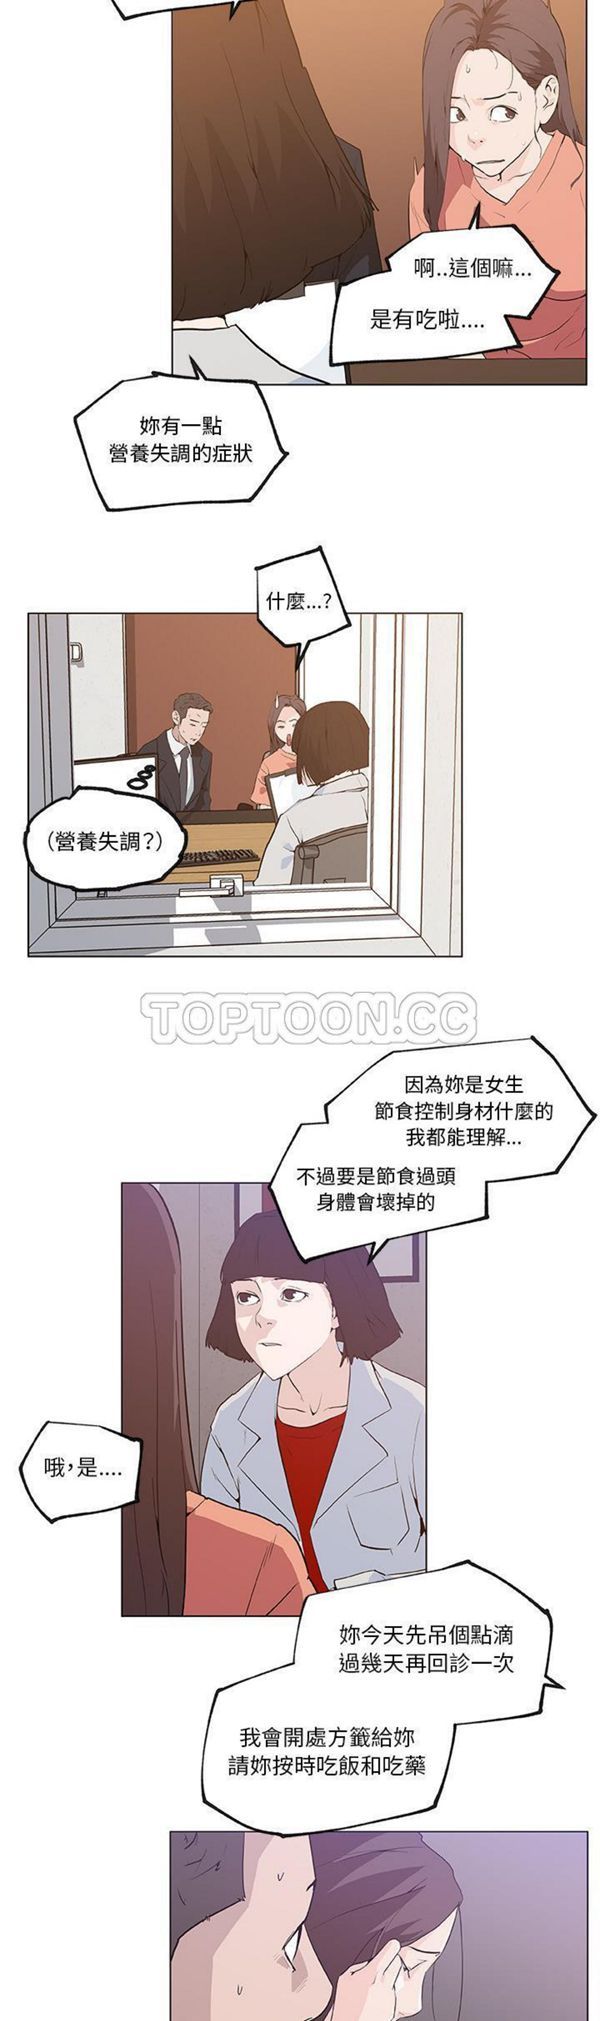 啊..這個嘛...
是有吃啦....
妳有一點
營養失調的症狀
什麼...?
(營養失調?)
TOPTOON.CC
因為妳是女生
節食控制身材什麼的
我都能理解...
不過要是節食過頭
身體會壞掉的
哦,是....
妳今天先吊個點滴
過幾天再回診一次
我會開處方籤給妳
請妳按時吃飯和吃藥